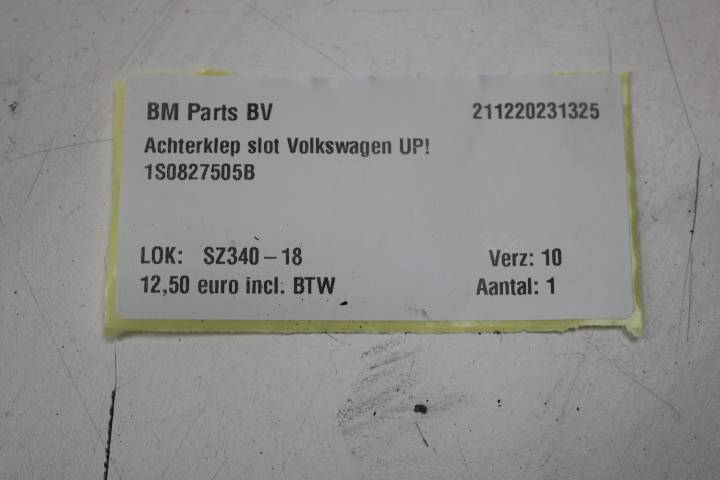 BM Parts BV 211220231325
Achterklep slot Volkswagen UP!
1S0827505B
LOK: SZ340-18 Verz: 10
12,50 euro incl. BTW Aantal: 1